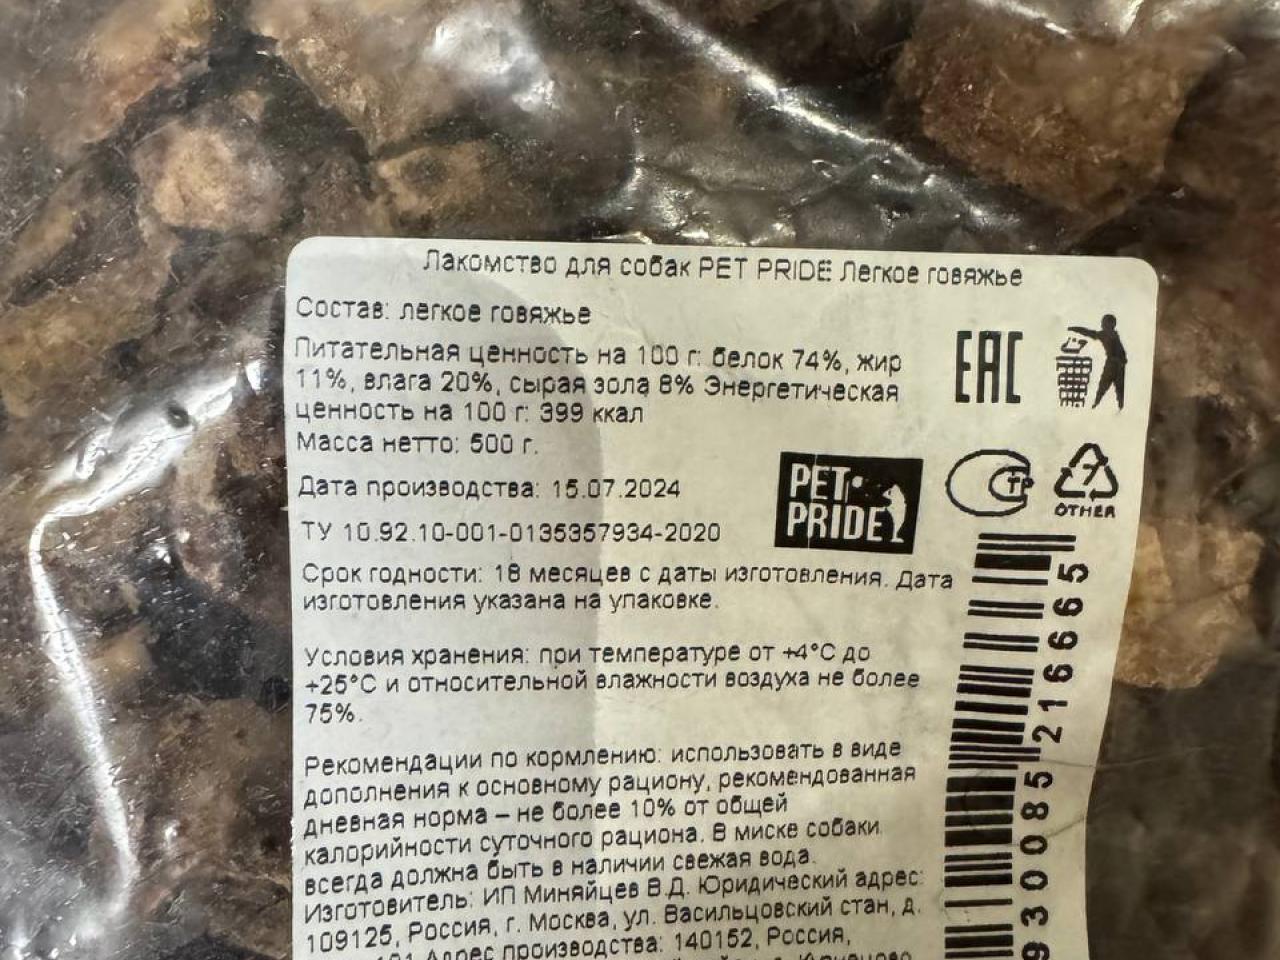 Лакомство для собак PET PRIDE Легкое говяжье
Состав: легкое говяжье
Питательная ценность на 100 г: белок 74%, жир
11%, влага 20%, сырая зола 8% Энергетическая
ценность на 100 г: 399 ккал
Масса нетто: 500 г.
Дата производства: 15.07.2024
ТУ 10.92.10-001-0135357934-2020
Срок годности: 18 месяцев с даты изготовления. Дата
изготовления указана на упаковке.
Условия хранения: при температуре от +4°C до
+25°C и относительной влажности воздуха не более
75%.
Рекомендации по кормлению: использовать в виде
дополнения к основному рациону, рекомендованная
дневная норма – не более 10% от общей
калорийности суточного рациона. В миске собаки
всегда должна быть в наличии свежая вода.
Изготовитель: ИП Миняйцев В.Д. Юридический адрес:
109125, Россия, г. Москва, ул. Васильцовский стан, д.
Адрес производства: 140152, Россия,
EAC
PET
PRIDE
СТР
7
OTHER
930085216665